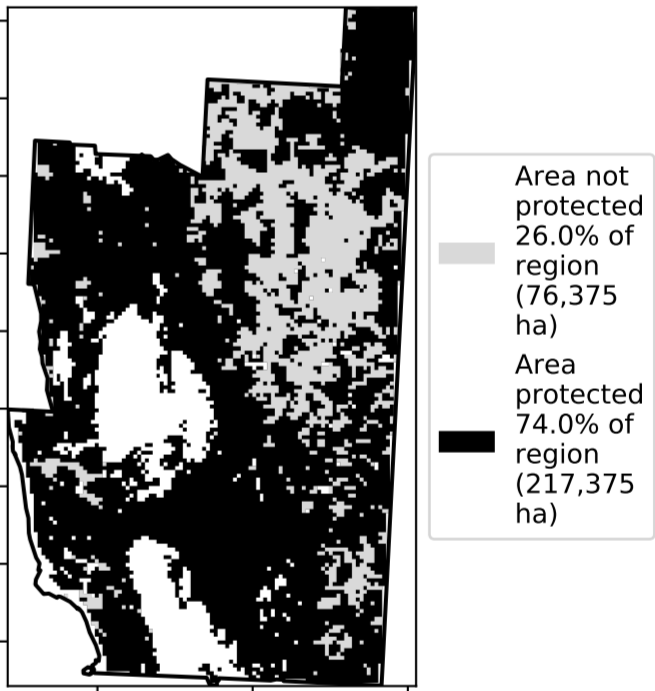 Area not
protected
26.0% of
region
(76,375
ha)
Area
protected
74.0% of
region
(217,375
ha)